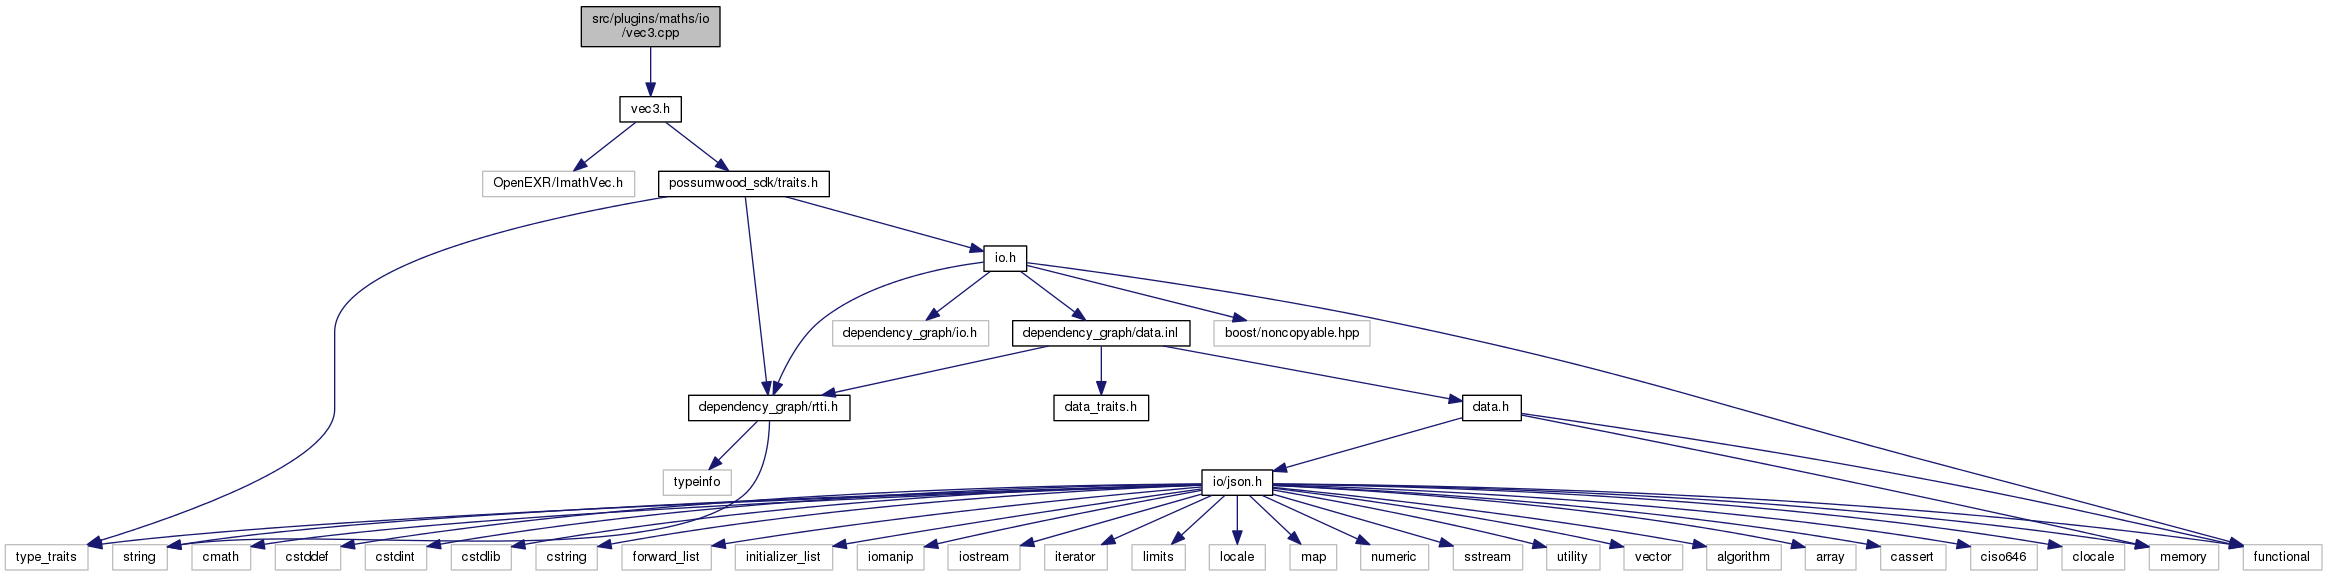 src/plugins/maths/io
/vec3.cpp
vec3.h
OpenEXR/ImathVec.h
possumwood_sdk/traits.h
io.h
dependency_graph/io.h
dependency_graph/data.inl
boost/noncopyable.hpp
dependency_graph/rtti.h
data_traits.h
data.h
typeinfo
io/json.h
type_traits
string
cmath
cstddef
cstdint
cstdlib
cstring
forward_list
initializer_list
iomanip
iostream
iterator
limits
locale
map
numeric
sstream
utility
vector
algorithm
array
cassert
ciso646
clocale
memory
functional